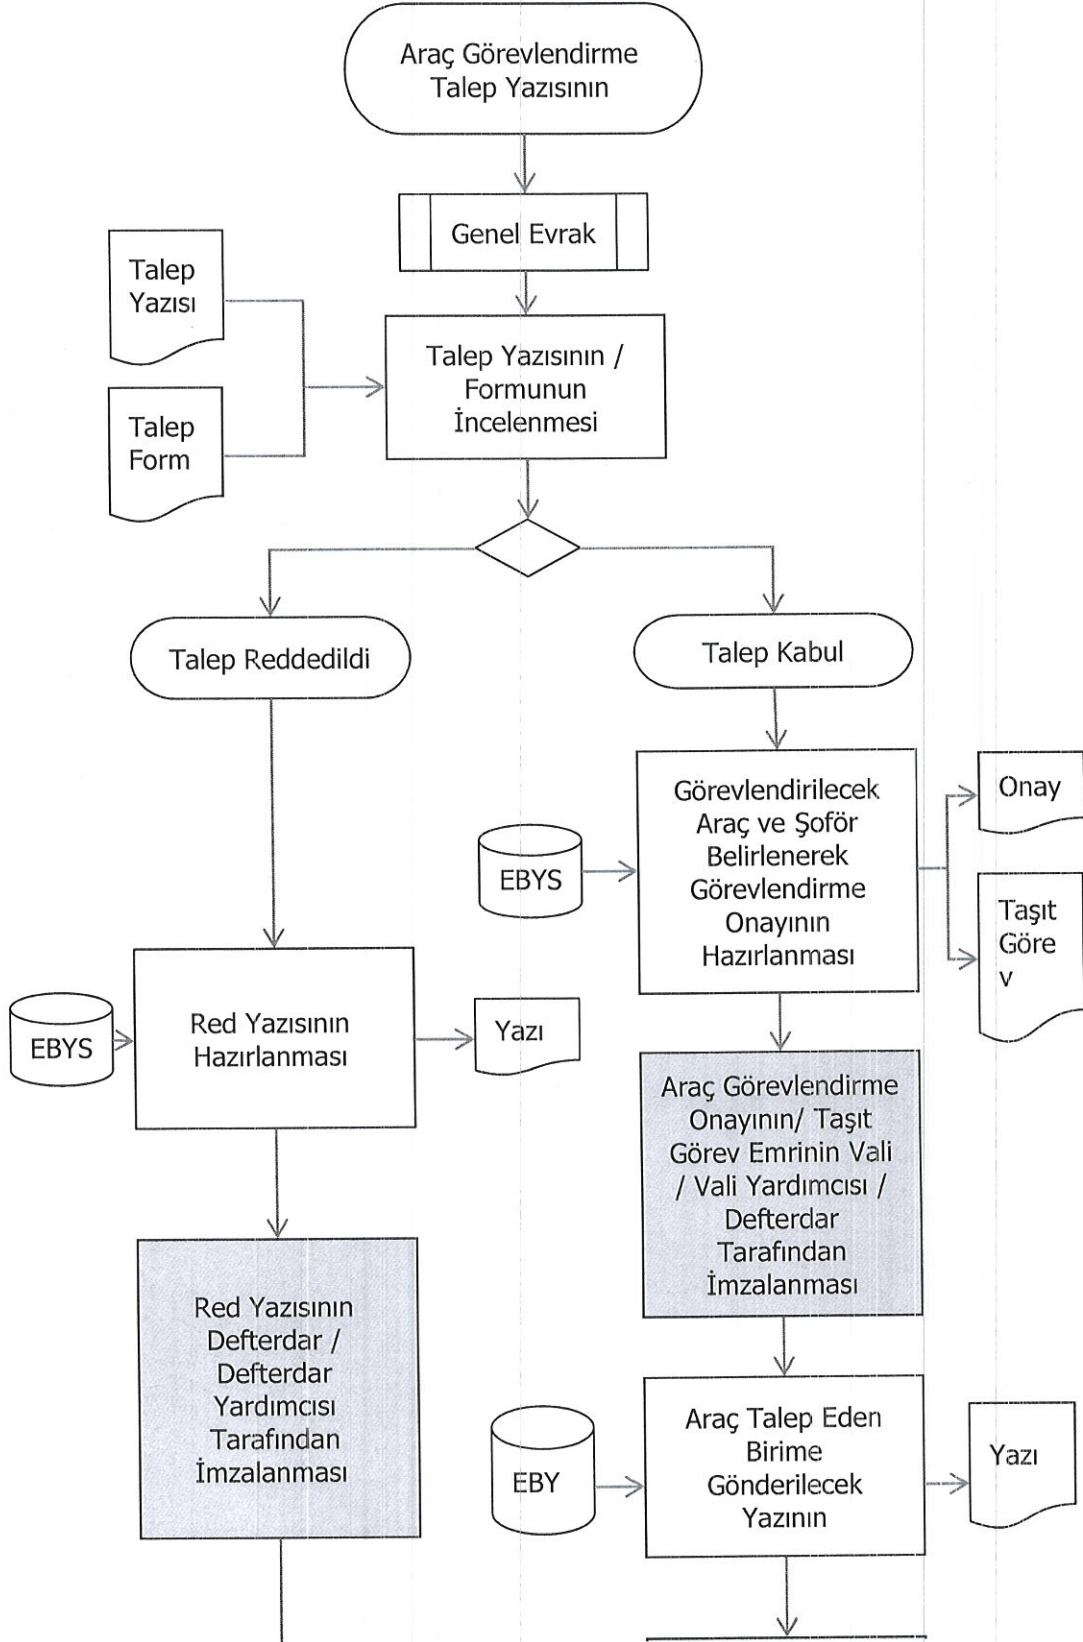 Araç Görevlendirme
Talep Yazısının
Genel Evrak
Talep
Yazısı
Talep Yazısının /
Formunun
İncelenmesi
Talep
Form
Talep Reddedildi
Talep Kabul
Görevlendirilecek
Araç ve Şoför
Belirlenerek
Görevlendirme
Onayının
Hazırlanması
EBYS
Onay
Taşıt
Göre
v
Red Yazısının
Hazırlanması
EBYS
Yazı
Araç Görevlendirme
Onayının/ Taşıt
Görev Emrinin Vali
/ Vali Yardımcısı /
Defterdar
Tarafından
İmzalanması
Red Yazısının
Defterdar /
Defterdar
Yardımcısı
Tarafından
İmzalanması
Araç Talep Eden
Birime
Gönderilecek
Yazının
EBY
Yazı